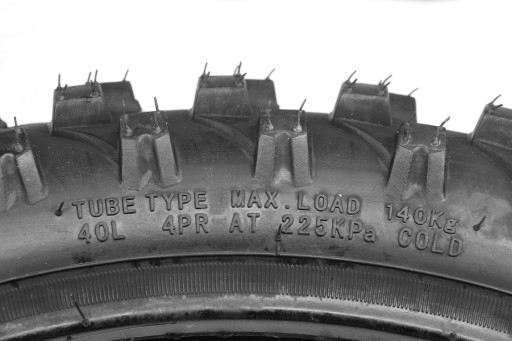 TUBE TYPE MAX. LOAD 140Kg
40L 4PR AT 225KPa COLD